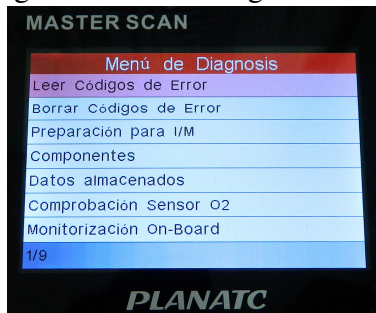 MASTER SCAN
Menú de Diagnosis
Leer Códigos de Error
Borrar Códigos de Error
Preparación para I/M
Componentes
Datos almacenados
Comprobación Sensor O2
Monitorización On-Board
1/9
PLANATC